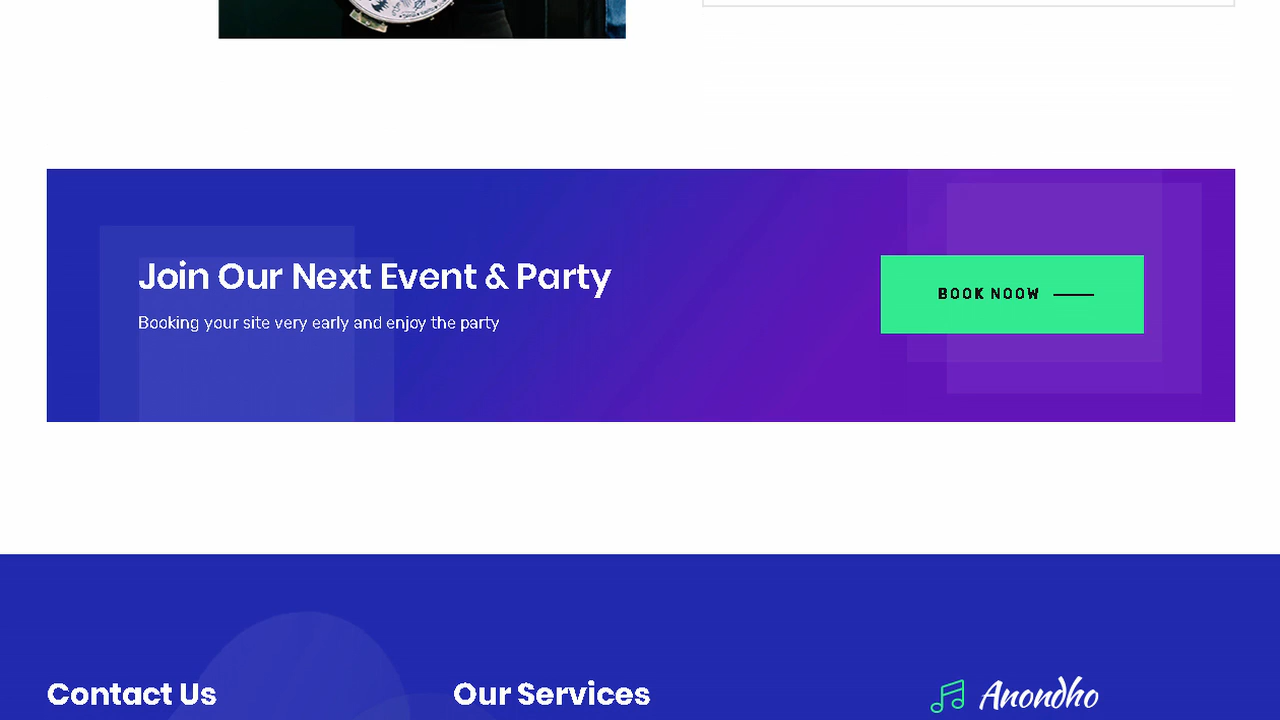 Join Our Next Event & Party
Booking your site very early and enjoy the party
BOOK NOOW
Contact Us
Our Services
Anondho